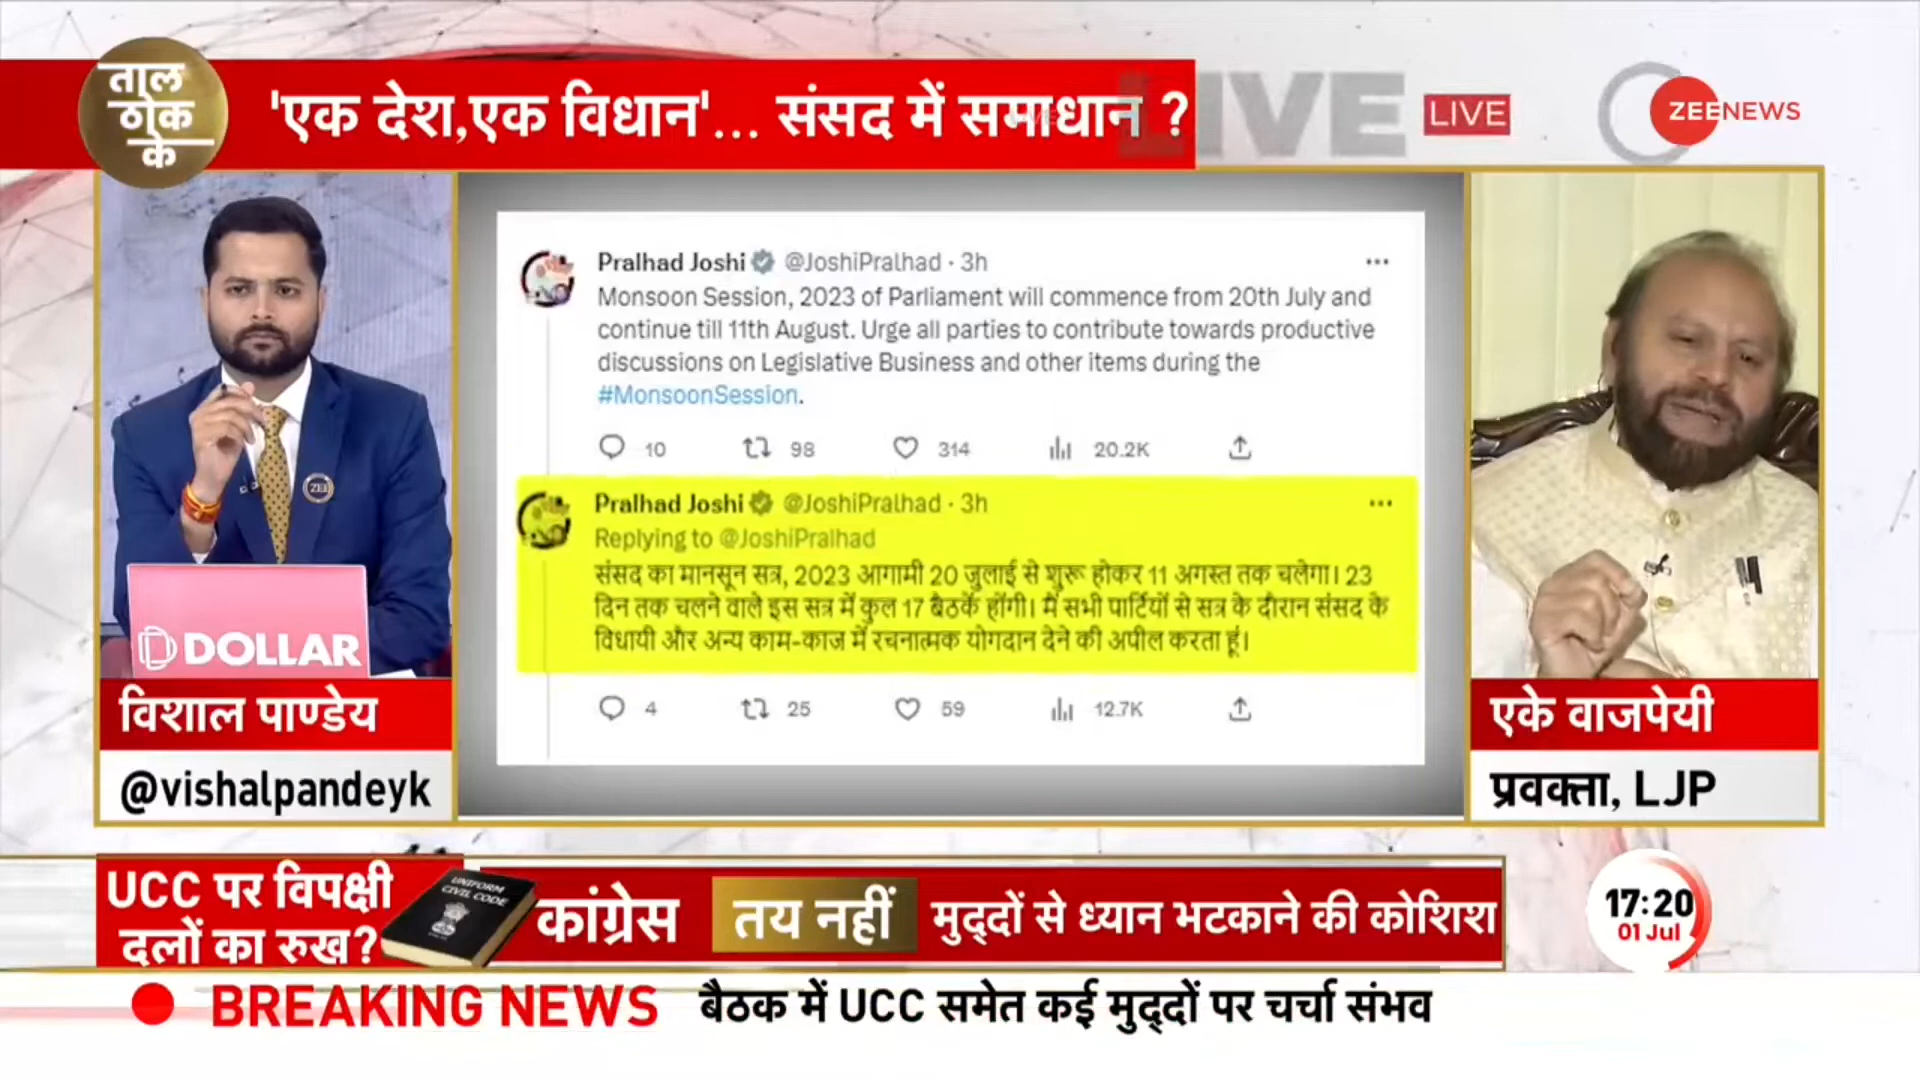 ताल
ठोक
के
'एक देश,एक विधान'... संसद में समाधान ?
LIVE
LIVE
ZEENEWS
Pralhad Joshi @JoshiPralhad · 3h
Monsoon Session, 2023 of Parliament will commence from 20th July and
continue till 11th August. Urge all parties to contribute towards productive
discussions on Legislative Business and other items during the
#MonsoonSession.
10 98 314 20.2K
Pralhad Joshi @JoshiPralhad · 3h
Replying to @JoshiPralhad
संसद का मानसून सत्र, 2023 आगामी 20 जुलाई से शुरू होकर 11 अगस्त तक चलेगा। 23
दिन तक चलने वाले इस सत्र में कुल 17 बैठकें होंगी। मैं सभी पार्टियों से सत्र के दौरान संसद के
विधायी और अन्य काम-काज में रचनात्मक योगदान देने की अपील करता हूं।
4 25 59 12.7K
ZEE
DOLLAR
विशाल पाण्डेय
@vishalpandeyk
एके वाजपेयी
प्रवक्ता, LJP
UCC पर विपक्षी
दलों का रुख?
UNIFORM
CIVIL CODE
कांग्रेस तय नहीं मुद्दों से ध्यान भटकाने की कोशिश
17:20
01 Jul
BREAKING NEWS बैठक में UCC समेत कई मुद्दों पर चर्चा संभव